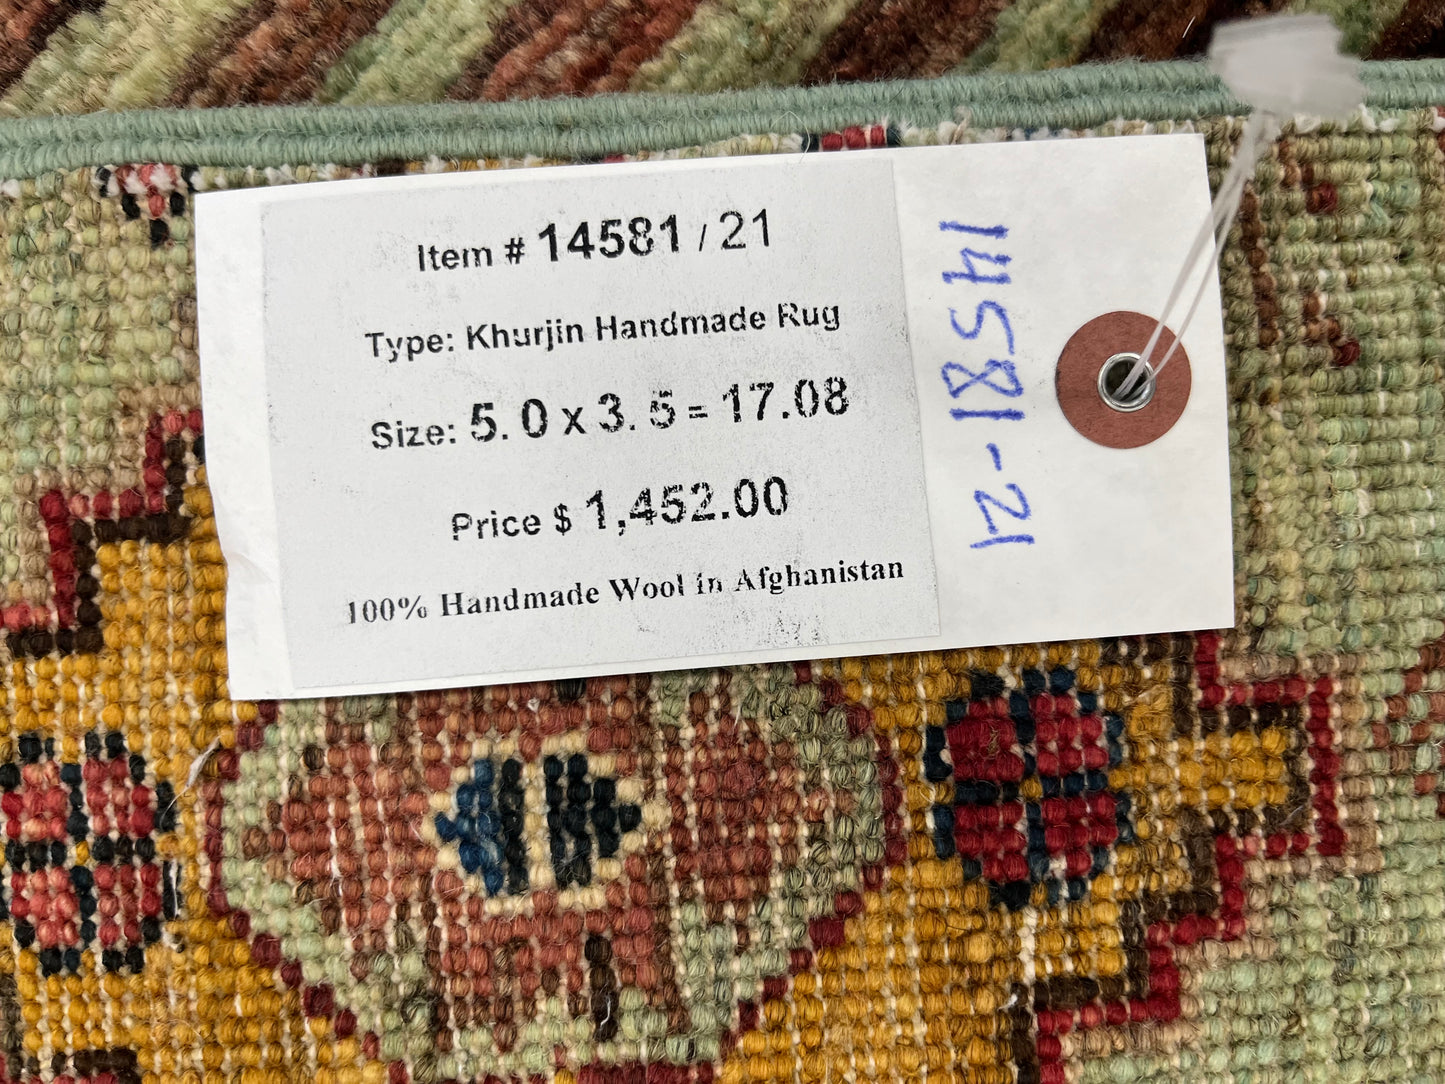 Item # 14581 / 21
Type: Khurjin Handmade Rug
Size: 5.0 x 3.5 = 17.08
Price $ 1,452.00
100% Handmade Wool in Afghanistan
14581-21